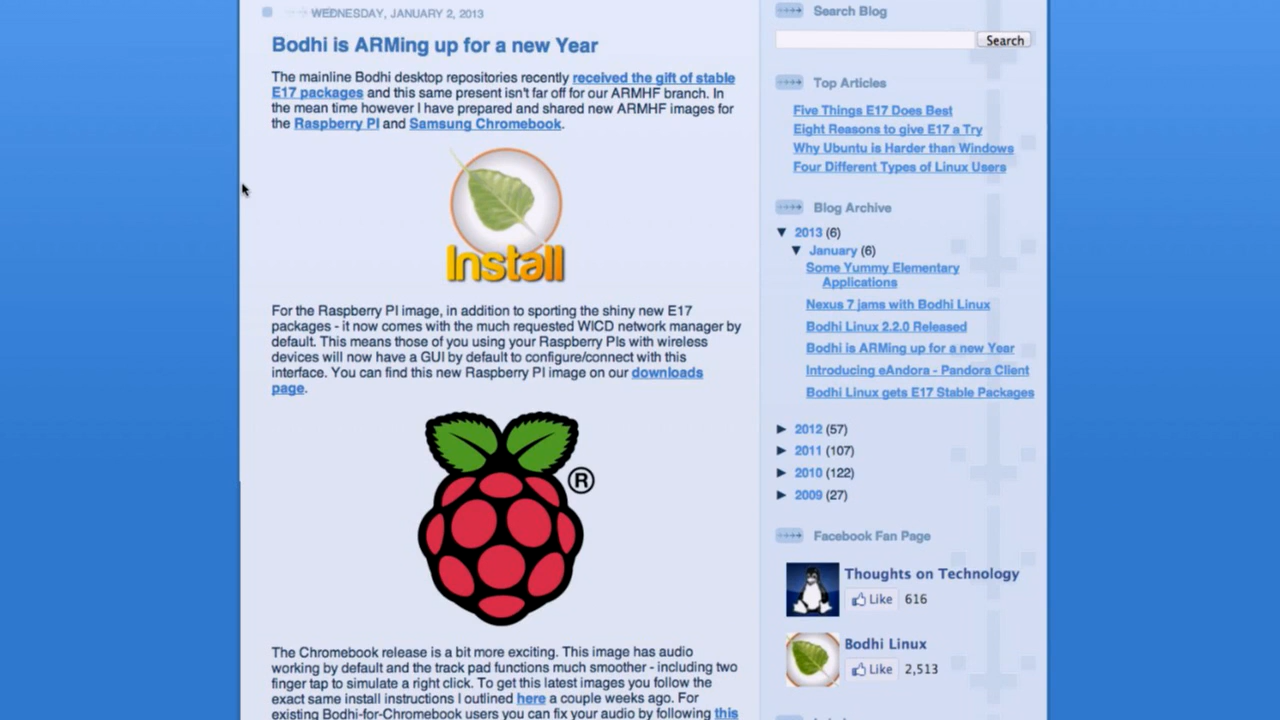 WEDNESDAY, JANUARY 2, 2013
Bodhi is ARMing up for a new Year
The mainline Bodhi desktop repositories recently received the gift of stable
E17 packages and this same present isn't far off for our ARMHF branch. In
the mean time however I have prepared and shared new ARMHF images for
the Raspberry PI and Samsung Chromebook.
Install
For the Raspberry PI image, in addition to sporting the shiny new E17
packages - it now comes with the much requested WICD network manager by
default. This means those of you using your Raspberry PIs with wireless
devices will now have a GUI by default to configure/connect with this
interface. You can find this new Raspberry PI image on our downloads
page.
®
The Chromebook release is a bit more exciting. This image has audio
working by default and the track pad functions much smoother - including two
finger tap to simulate a right click. To get this latest images you follow the
exact same install instructions I outlined here a couple weeks ago. For
existing Bodhi-for-Chromebook users you can fix your audio by following this
Search Blog
Search
Top Articles
Five Things E17 Does Best
Eight Reasons to give E17 a Try
Why Ubuntu is Harder than Windows
Four Different Types of Linux Users
Blog Archive
▼ 2013 (6)
▼ January (6)
Some Yummy Elementary
Applications
Nexus 7 jams with Bodhi Linux
Bodhi Linux 2.2.0 Released
Bodhi is ARMing up for a new Year
Introducing eAndora - Pandora Client
Bodhi Linux gets E17 Stable Packages
► 2012 (57)
► 2011 (107)
► 2010 (122)
► 2009 (27)
Facebook Fan Page
Thoughts on Technology
Like 616
Bodhi Linux
Like 2,513